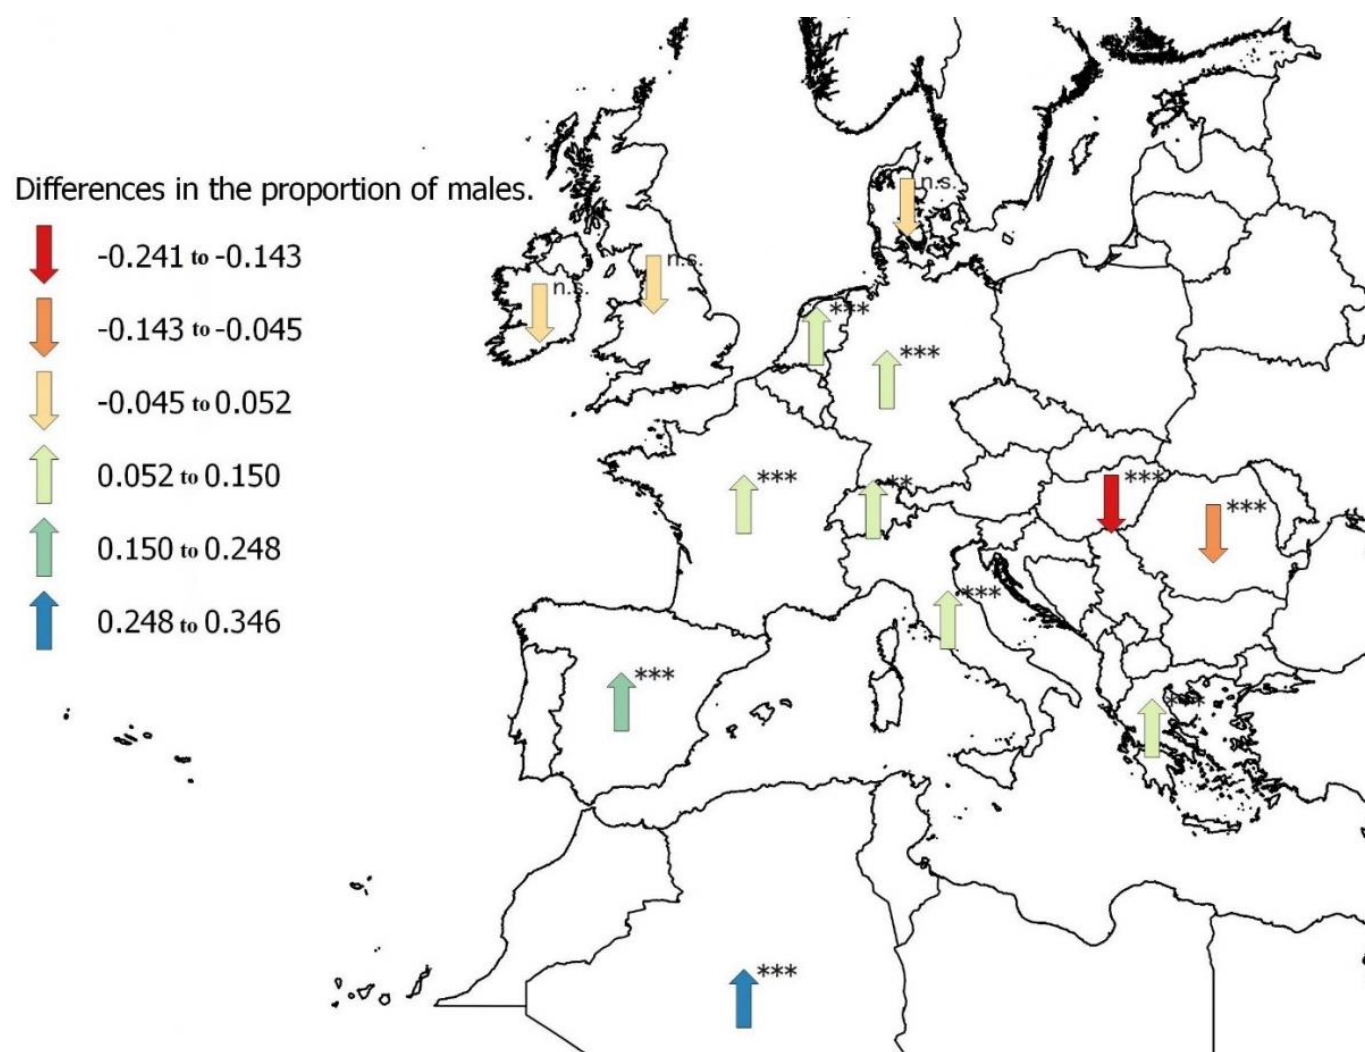 Differences in the proportion of males.
-0.241 to -0.143
-0.143 to -0.045
-0.045 to 0.052
0.052 to 0.150
0.150 to 0.248
0.248 to 0.346
n.s.
n.s.
n.s.
***
***
***
***
***
***
***
***
***
***